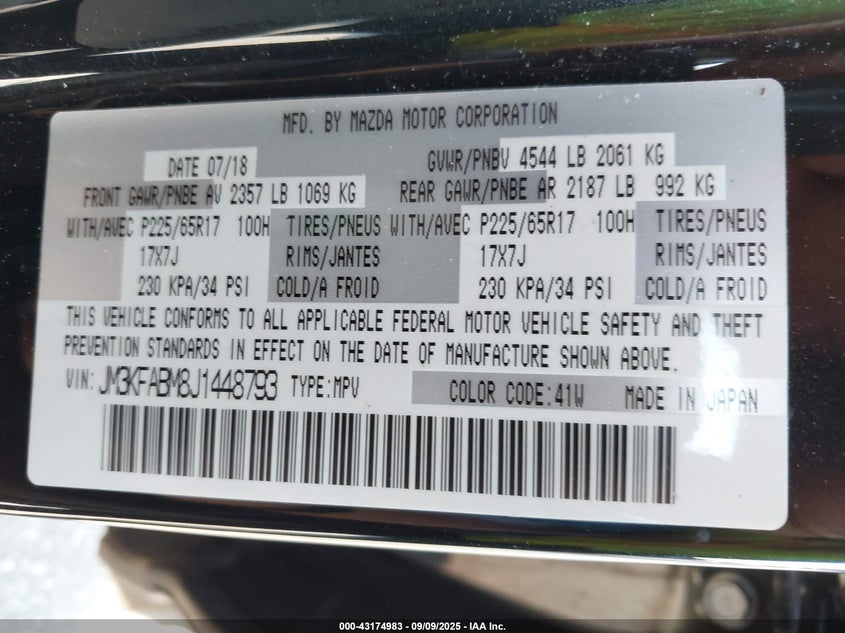 MFD. BY MAZDA MOTOR CORPORATION
DATE 07/18 GVWR/PNBV 4544 LB 2061 KG
FRONT GAWR/PNBE AV 2357 LB 1069 KG REAR GAWR/PNBE AR 2187 LB 992 KG
WITH/AVEC P225/65R17 100H TIRES/PNEUS WITH/AVEC P225/65R17 100H TIRES/PNEUS
17X7J RIMS/JANTES 17X7J RIMS/JANTES
230 KPA/34 PSI COLD/A FROID 230 KPA/34 PSI COLD/A FROID
THIS VEHICLE CONFORMS TO ALL APPLICABLE FEDERAL MOTOR VEHICLE SAFETY AND THEFT
PREVENTION STANDARDS IN EFFECT ON THE DATE OF MANUFACTURE SHOWN ABOVE.
VIN: JM3KFABM8J1448793 TYPE:MPV COLOR CODE:41W MADE IN JAPAN
000-43174983 - 09/09/2025 - IAA Inc.